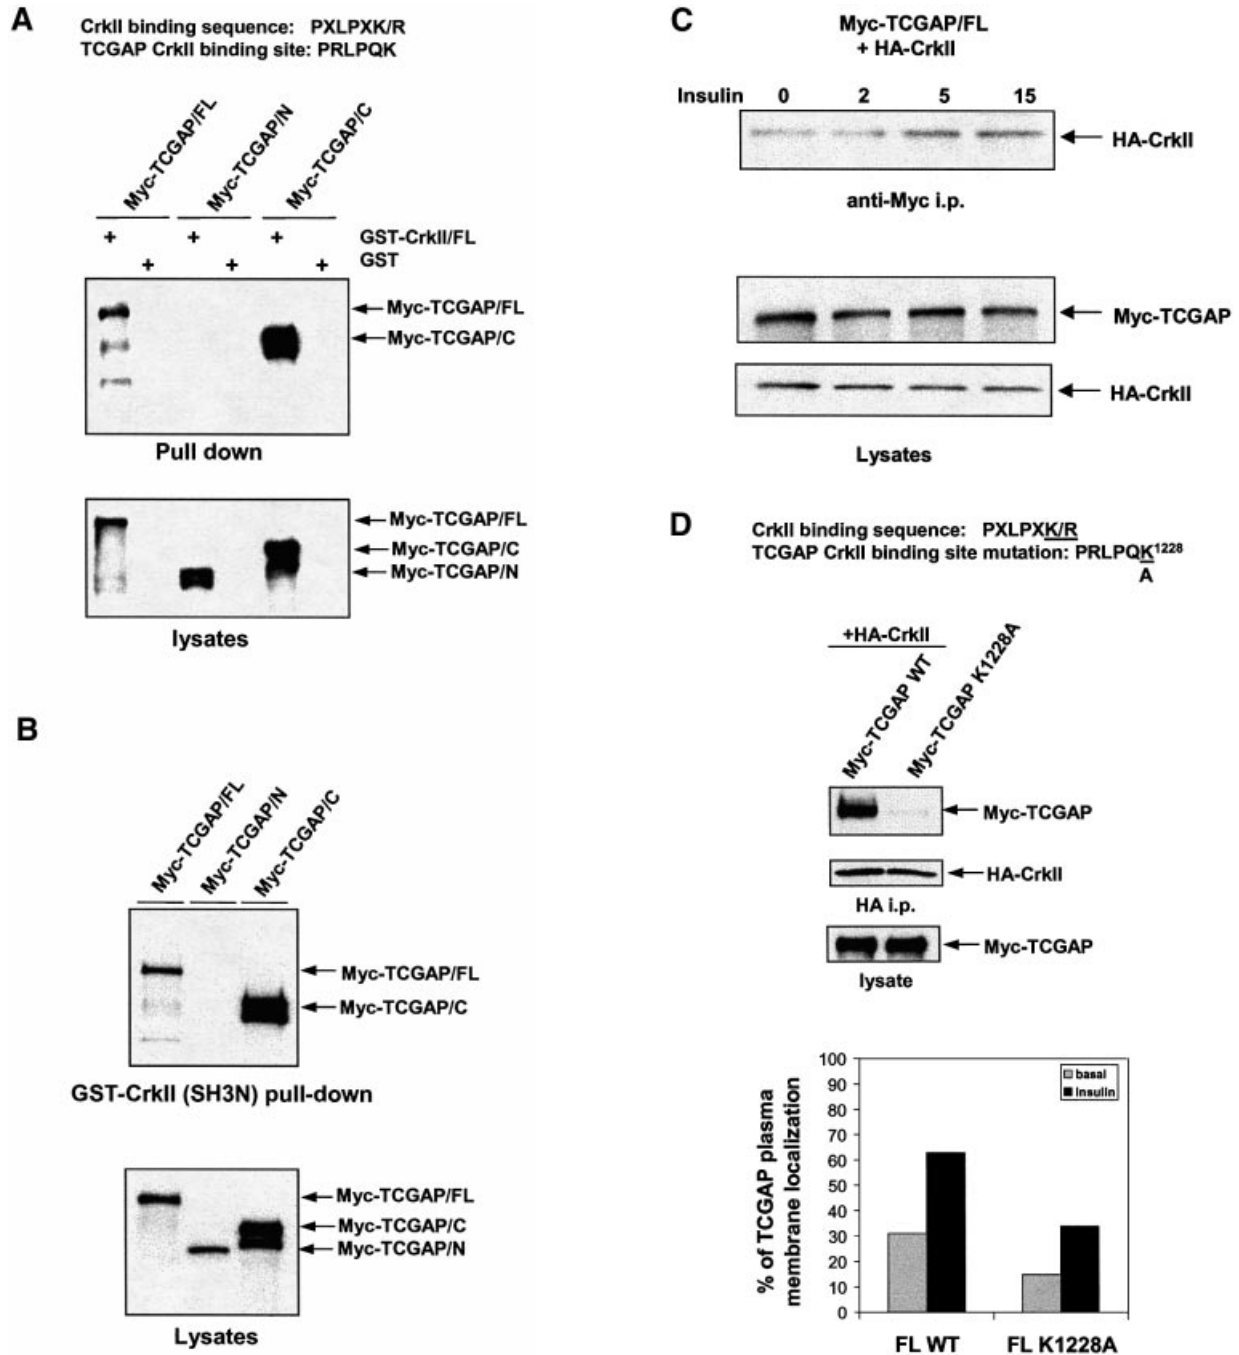 A
CrkII binding sequence: PXLPXK/R
TCGAP CrkII binding site: PRLPQK
Myc-TCGAP/FL
Myc-TCGAP/N
Myc-TCGAP/C
+ + + GST-CrkII/FL
+ + + GST
Myc-TCGAP/FL
Myc-TCGAP/C
Pull down
Myc-TCGAP/FL
Myc-TCGAP/C
Myc-TCGAP/N
lysates
B
Myc-TCGAP/FL
Myc-TCGAP/N
Myc-TCGAP/C
Myc-TCGAP/FL
Myc-TCGAP/C
GST-CrkII (SH3N) pull-down
Myc-TCGAP/FL
Myc-TCGAP/C
Myc-TCGAP/N
Lysates
C
Myc-TCGAP/FL
+ HA-CrkII
Insulin 0 2 5 15
HA-CrkII
anti-Myc i.p.
Myc-TCGAP
HA-CrkII
Lysates
D
CrkII binding sequence: PXLPXK/R
TCGAP CrkII binding site mutation: PRLPQK1228
A
+HA-CrkII
Myc-TCGAP WT
Myc-TCGAP K1228A
Myc-TCGAP
HA-CrkII
HA i.p.
Myc-TCGAP
lysate
% of TCGAP plasma
membrane localization
100
90
80
70
60
50
40
30
20
10
0
basal
insulin
FL WT
FL K1228A